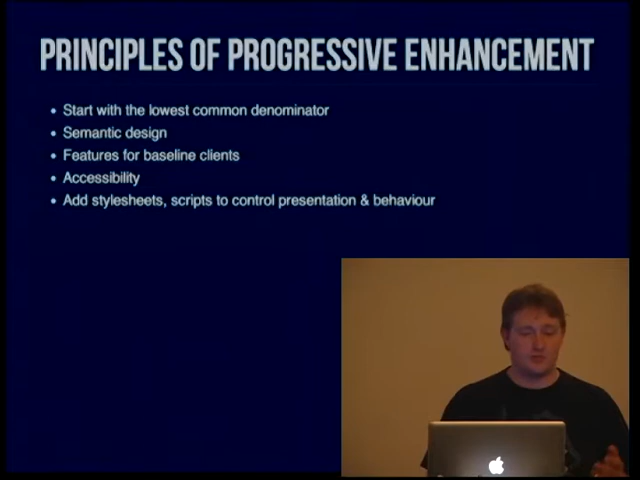 PRINCIPLES OF PROGRESSIVE ENHANCEMENT
• Start with the lowest common denominator
• Semantic design
• Features for baseline clients
• Accessibility
• Add stylesheets, scripts to control presentation & behaviour